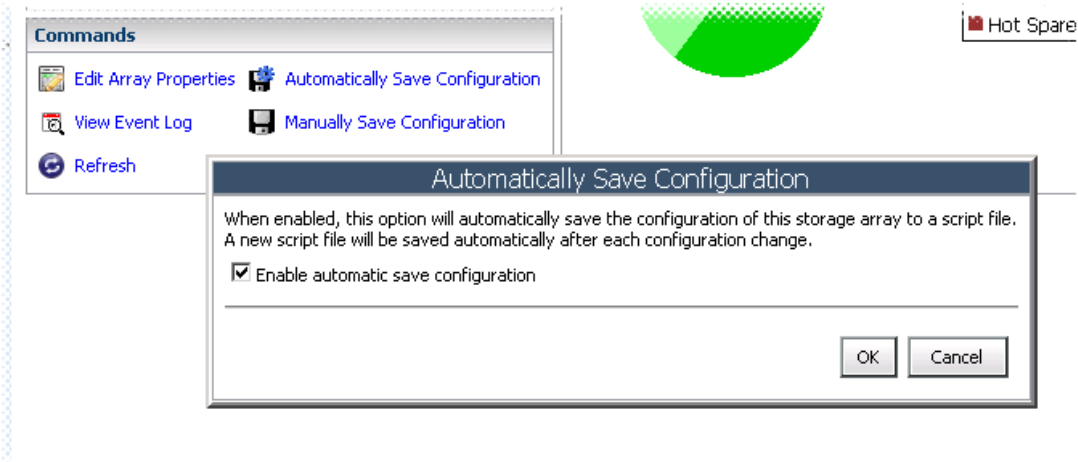 Commands
Hot Spare
Edit Array Properties Automatically Save Configuration
View Event Log Manually Save Configuration
Refresh
Automatically Save Configuration
When enabled, this option will automatically save the configuration of this storage array to a script file.
A new script file will be saved automatically after each configuration change.
Enable automatic save configuration
OK Cancel